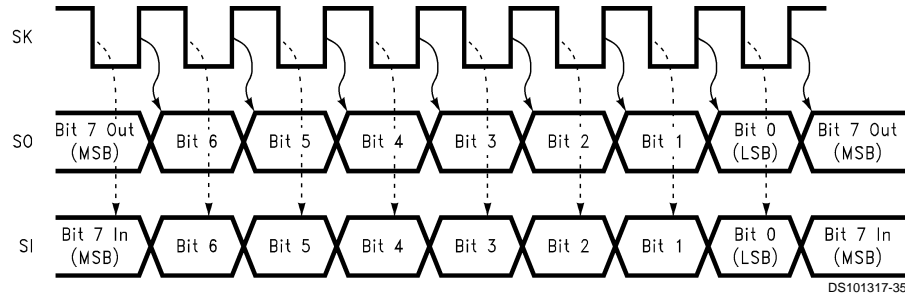 SK
SO
Bit 7 Out
(MSB)
Bit 6
Bit 5
Bit 4
Bit 3
Bit 2
Bit 1
Bit 0
(LSB)
Bit 7 Out
(MSB)
SI
Bit 7 In
(MSB)
Bit 6
Bit 5
Bit 4
Bit 3
Bit 2
Bit 1
Bit 0
(LSB)
Bit 7 In
(MSB)
DS101317-35